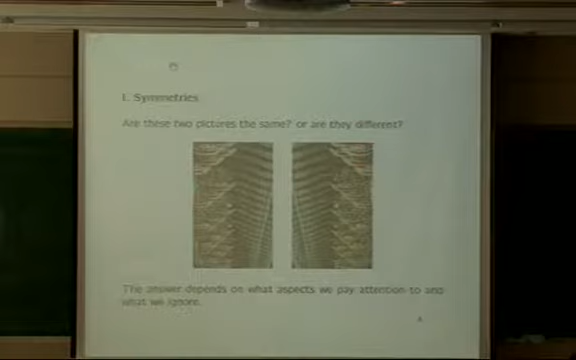 I. Symmetries
Are these two pictures the same? or are they different?
The answer depends on what aspects we pay attention to and
what we ignore.